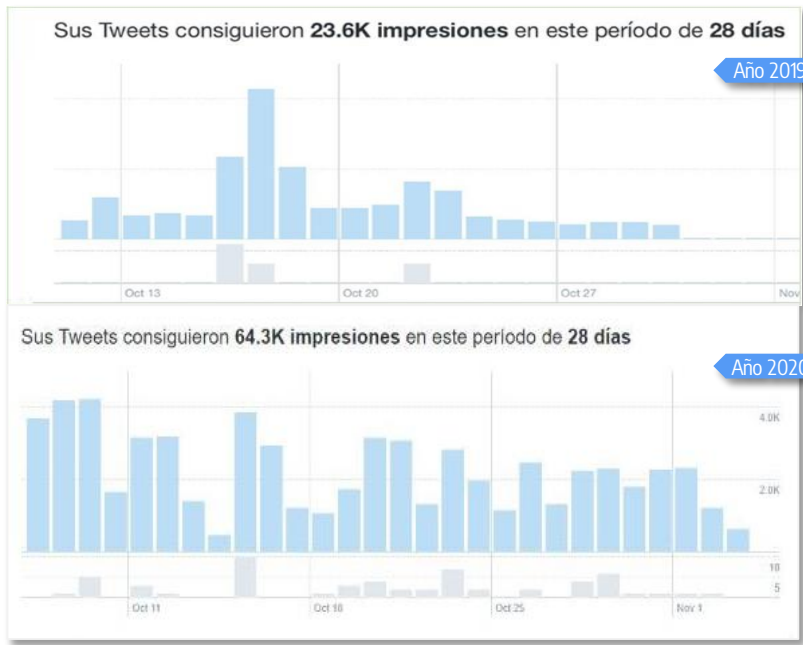 Sus Tweets consiguieron 23.6K impresiones en este período de 28 días
Año 2019
Oct 13
Oct 20
Oct 27
Nov
Sus Tweets consiguieron 64.3K impresiones en este período de 28 días
Año 2020
4.0K
2.0K
10
5
Oct 11
Oct 18
Oct 25
Nov 1